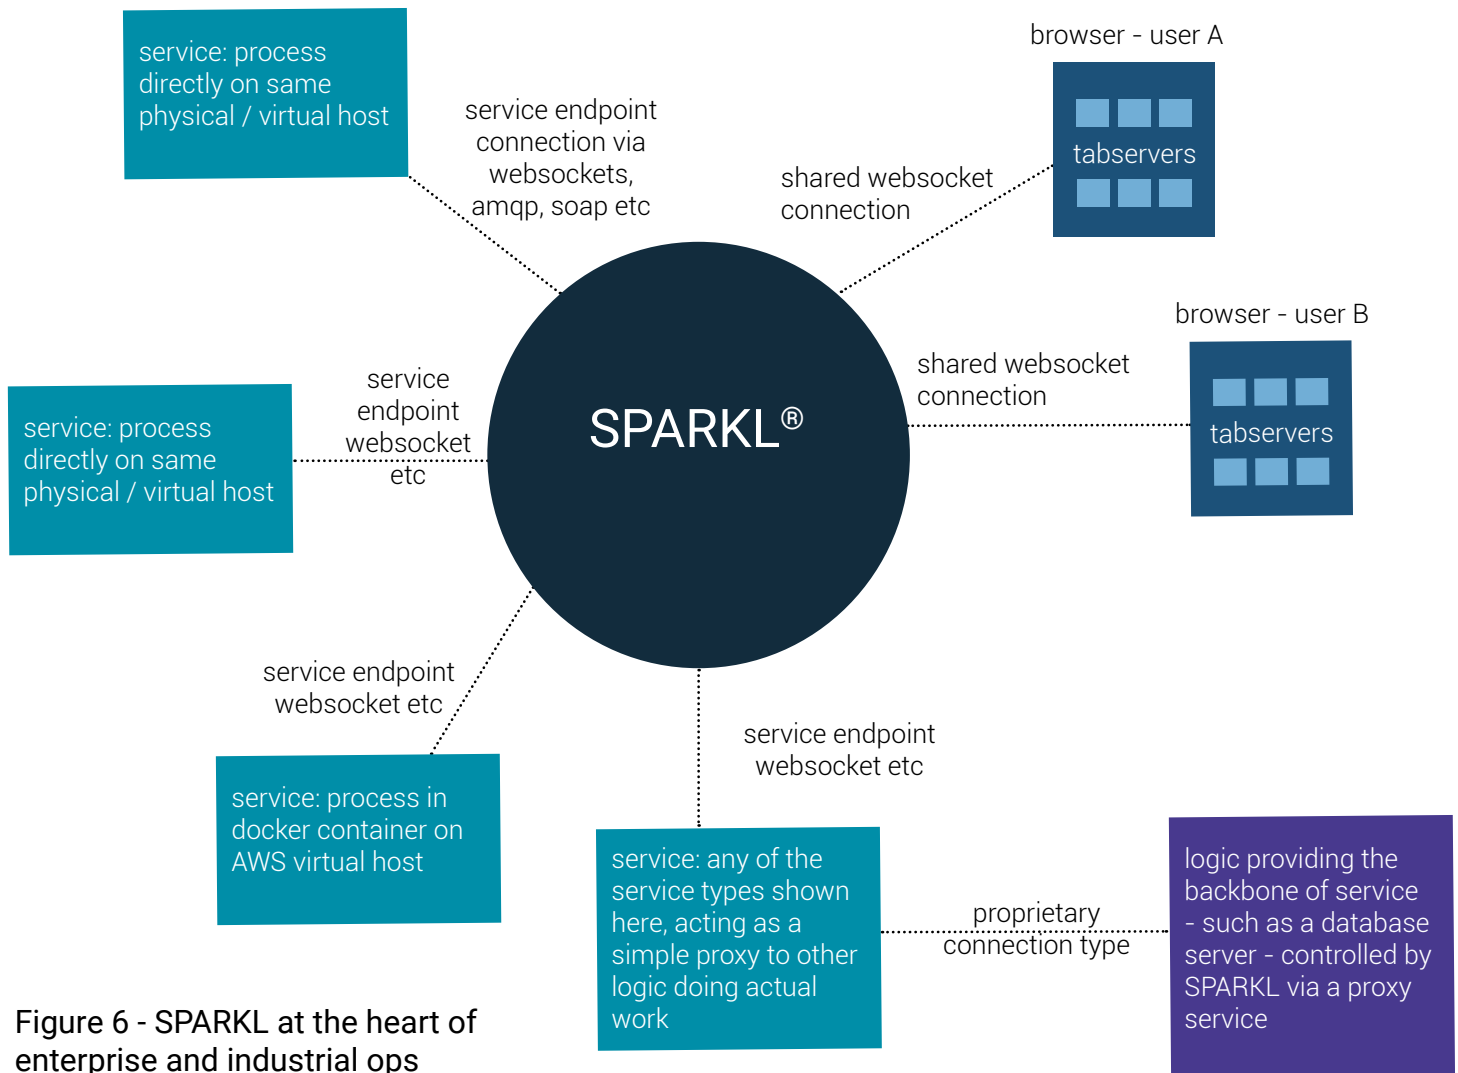 service: process
directly on same
physical / virtual host
service endpoint
connection via
websockets,
amqp, soap etc
browser - user A
tabservers
shared websocket
connection
browser - user B
tabservers
shared websocket
connection
SPARKL®
service
endpoint
websocket
etc
service: process
directly on same
physical / virtual host
service endpoint
websocket etc
service: process in
docker container on
AWS virtual host
service endpoint
websocket etc
service: any of the
service types shown
here, acting as a
simple proxy to other
logic doing actual
work
proprietary
connection type
logic providing the
backbone of service
- such as a database
server - controlled by
SPARKL via a proxy
service
Figure 6 - SPARKL at the heart of
enterprise and industrial ops